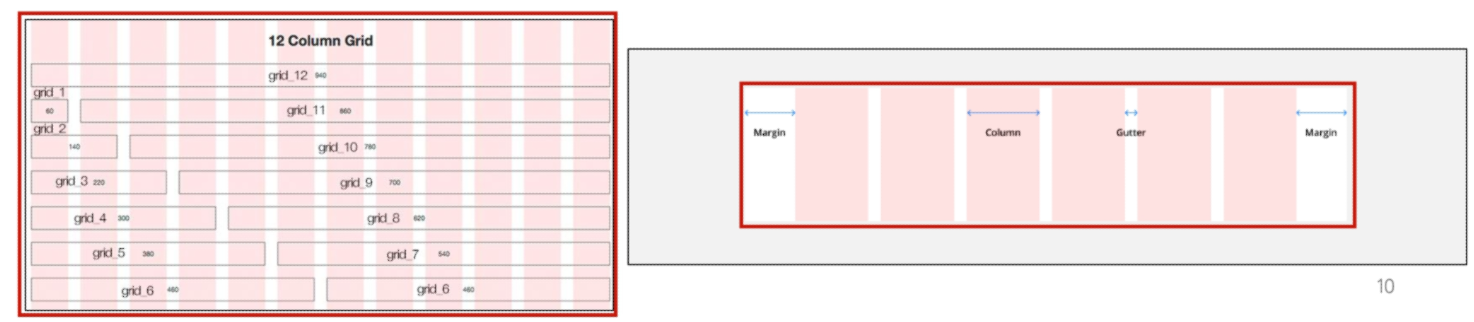 12 Column Grid
grid_12 940
grid_1
60
grid_11 860
grid_2
140
grid_10 780
grid_3 220
grid_9 700
grid_4 300
grid_8 620
grid_5 380
grid_7 540
grid_6 460
grid_6 460
Margin
Column
Gutter
Margin
10